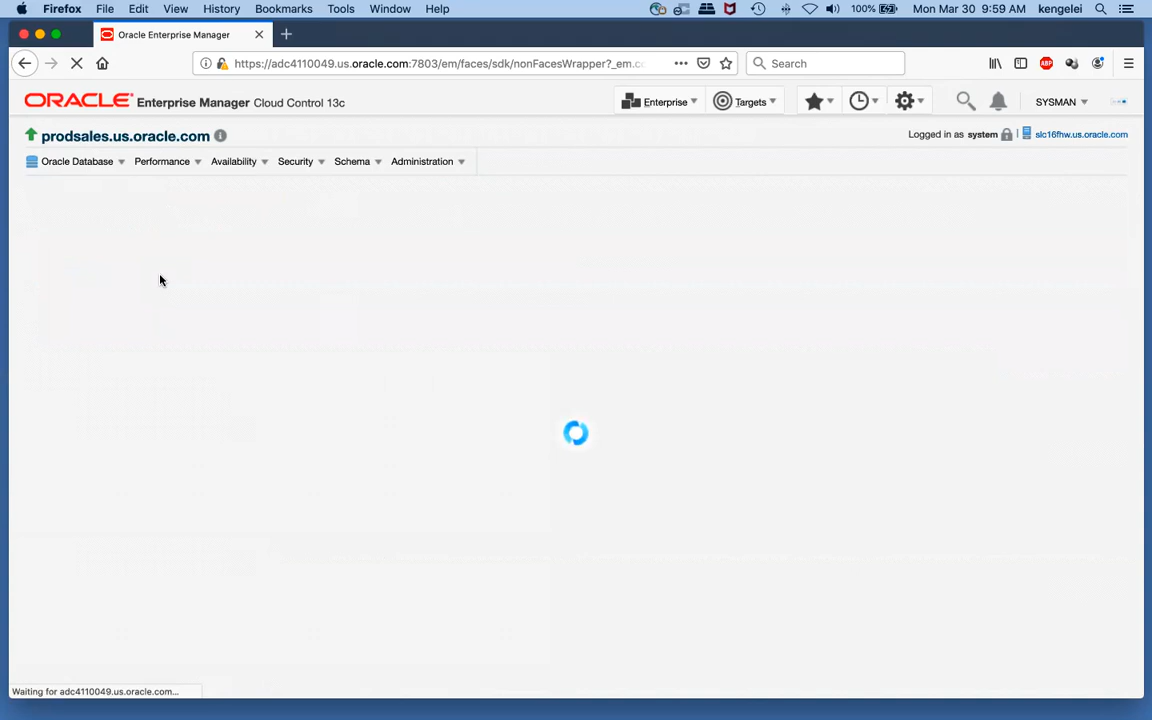 Firefox File Edit View History Bookmarks Tools Window Help 100% Mon Mar 30 9:59 AM kengelei
Oracle Enterprise Manager
https://adc4110049.us.oracle.com:7803/em/faces/sdk/nonFacesWrapper?_em.c Search
ORACLE Enterprise Manager Cloud Control 13c Enterprise Targets SYSMAN
prodsales.us.oracle.com Logged in as system slc16fhw.us.oracle.com
Oracle Database Performance Availability Security Schema Administration
Waiting for adc4110049.us.oracle.com...